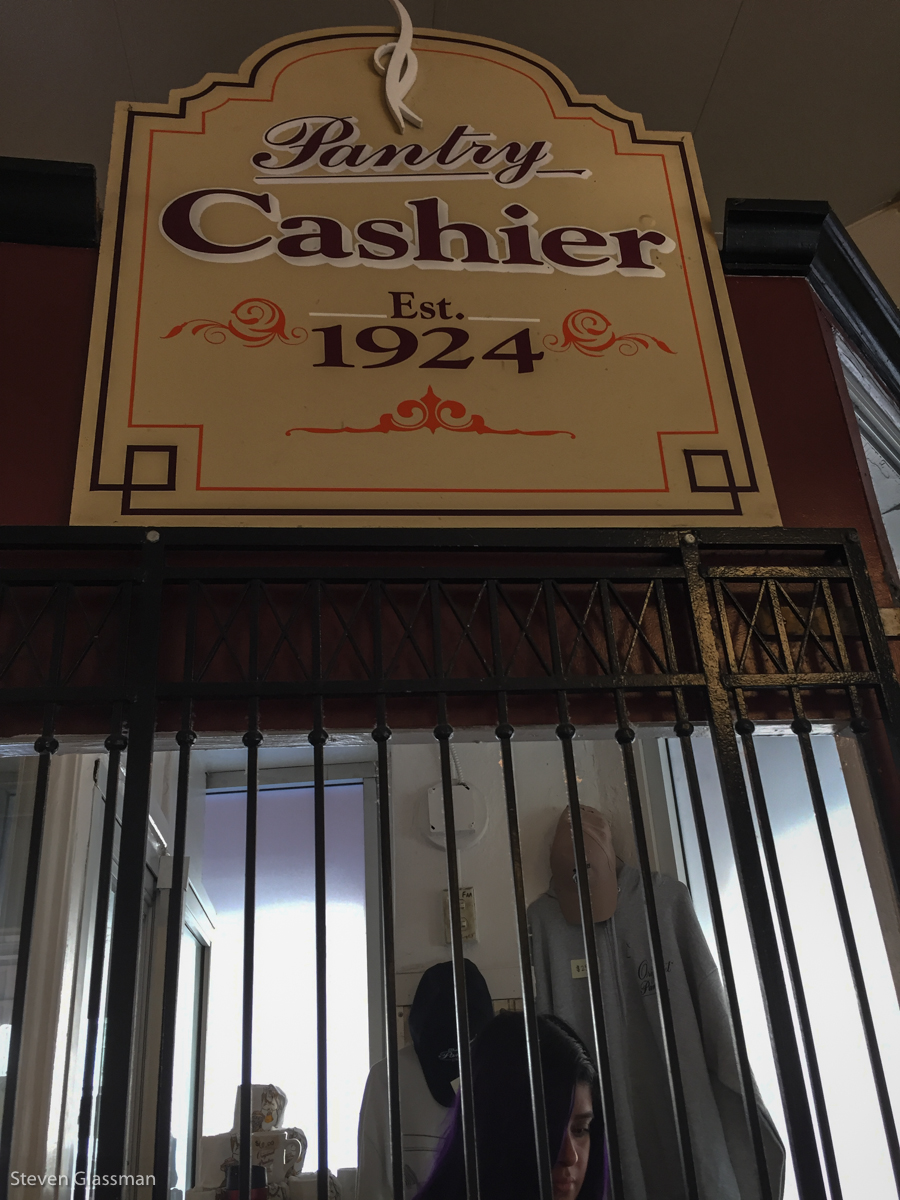 Pantry
Cashier
Est.
1924
Steven Glassman